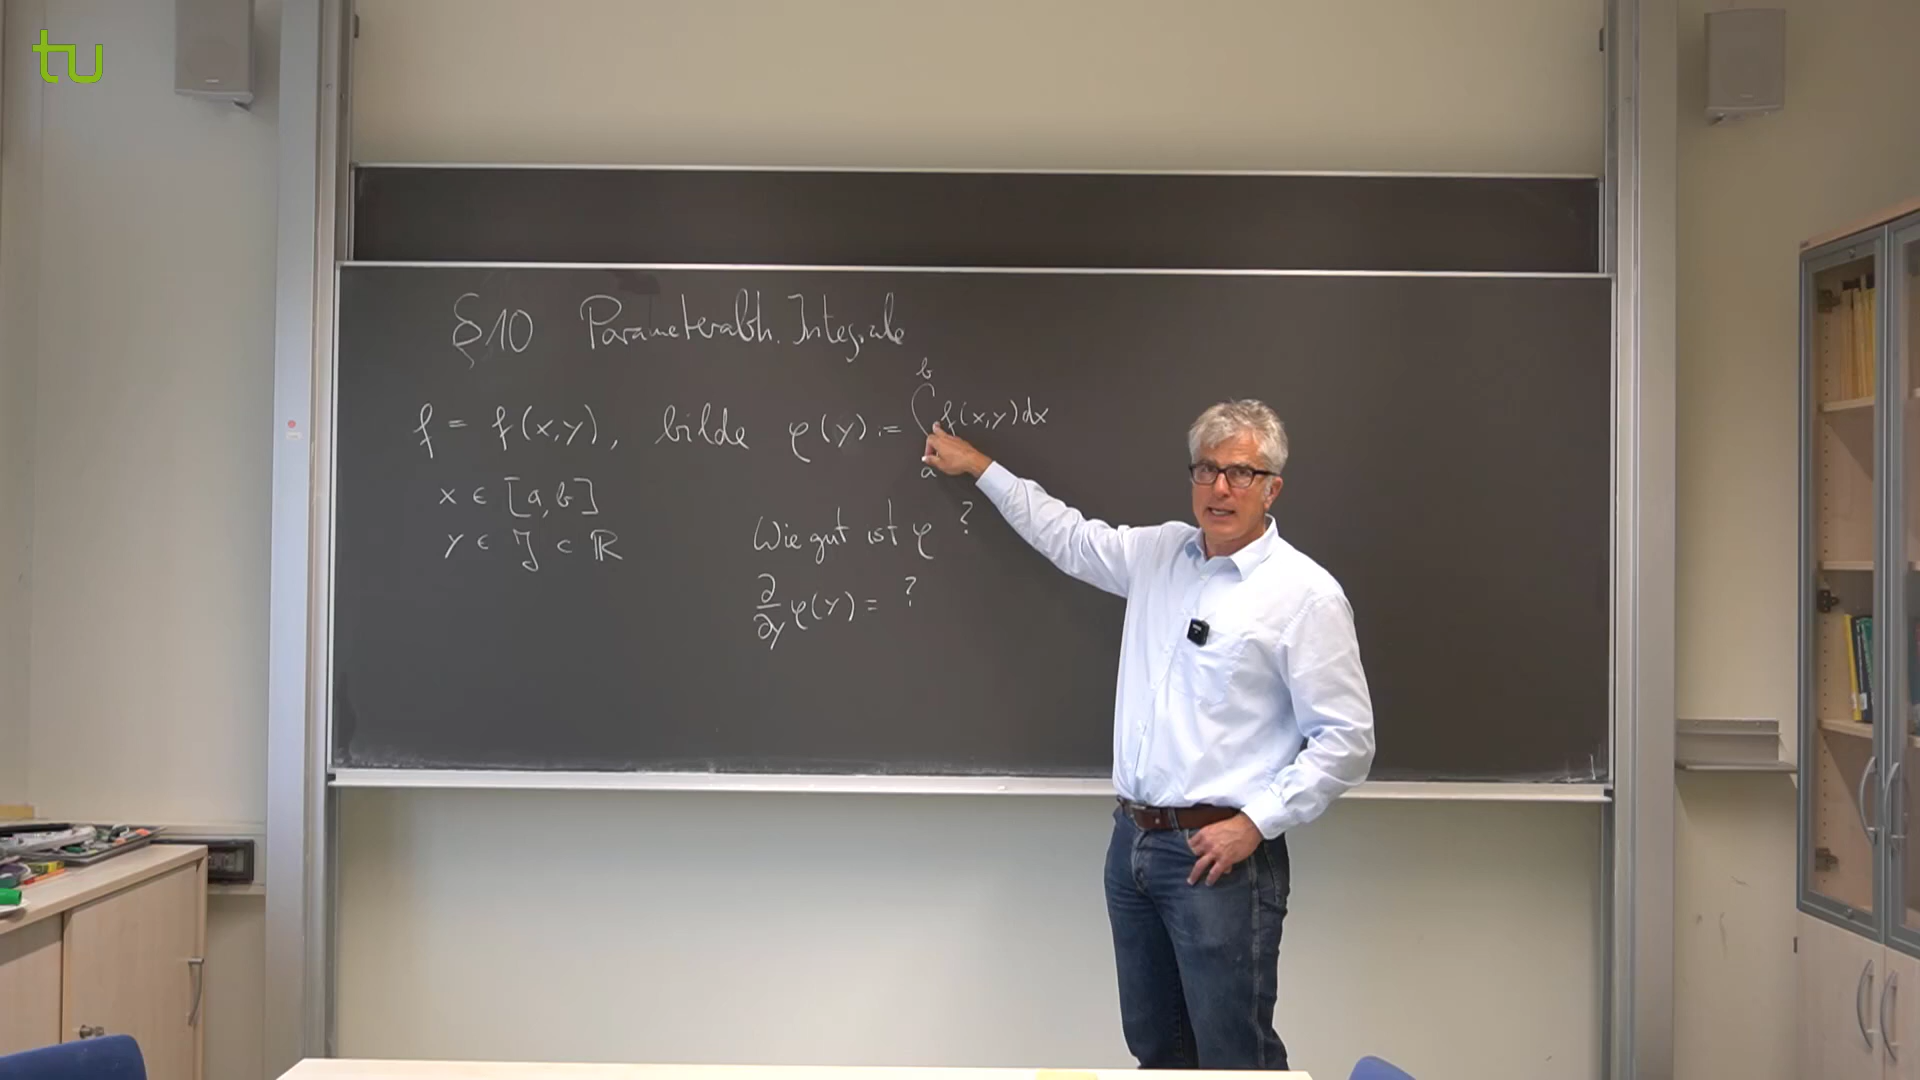 tu
§10 Parameterabh. Integrale
f = f(x,y), bilde φ(y) := ∫_a^b f(x,y)dx
x ∈ [a,b]
y ∈ J ⊂ ℝ
Wie gut ist φ ?
∂/∂y φ(y) = ?